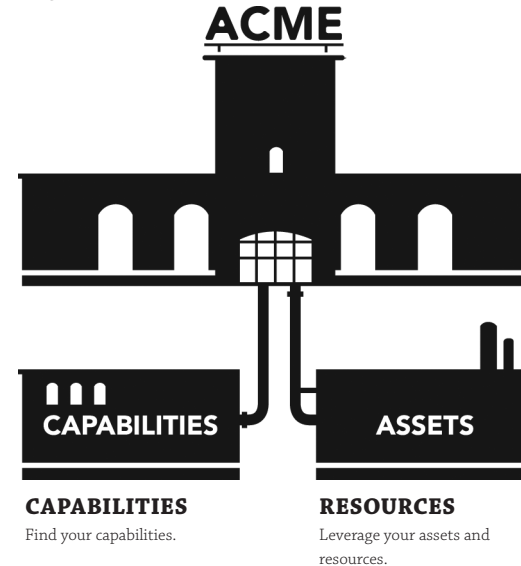 ACME
CAPABILITIES
ASSETS
CAPABILITIES
Find your capabilities.
RESOURCES
Leverage your assets and
resources.